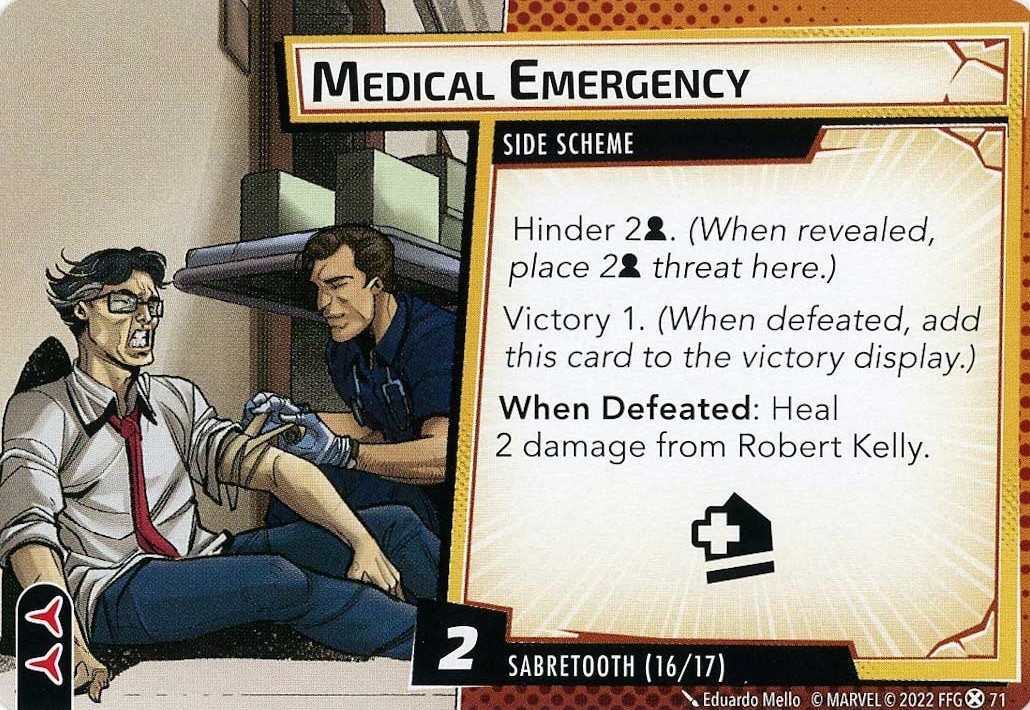 MEDICAL EMERGENCY
SIDE SCHEME
Hinder 2. (When revealed,
place 2 threat here.)
Victory 1. (When defeated, add
this card to the victory display.)
When Defeated: Heal
2 damage from Robert Kelly.
2
SABRETOOTH (16/17)
Eduardo Mello © MARVEL © 2022 FFG 71